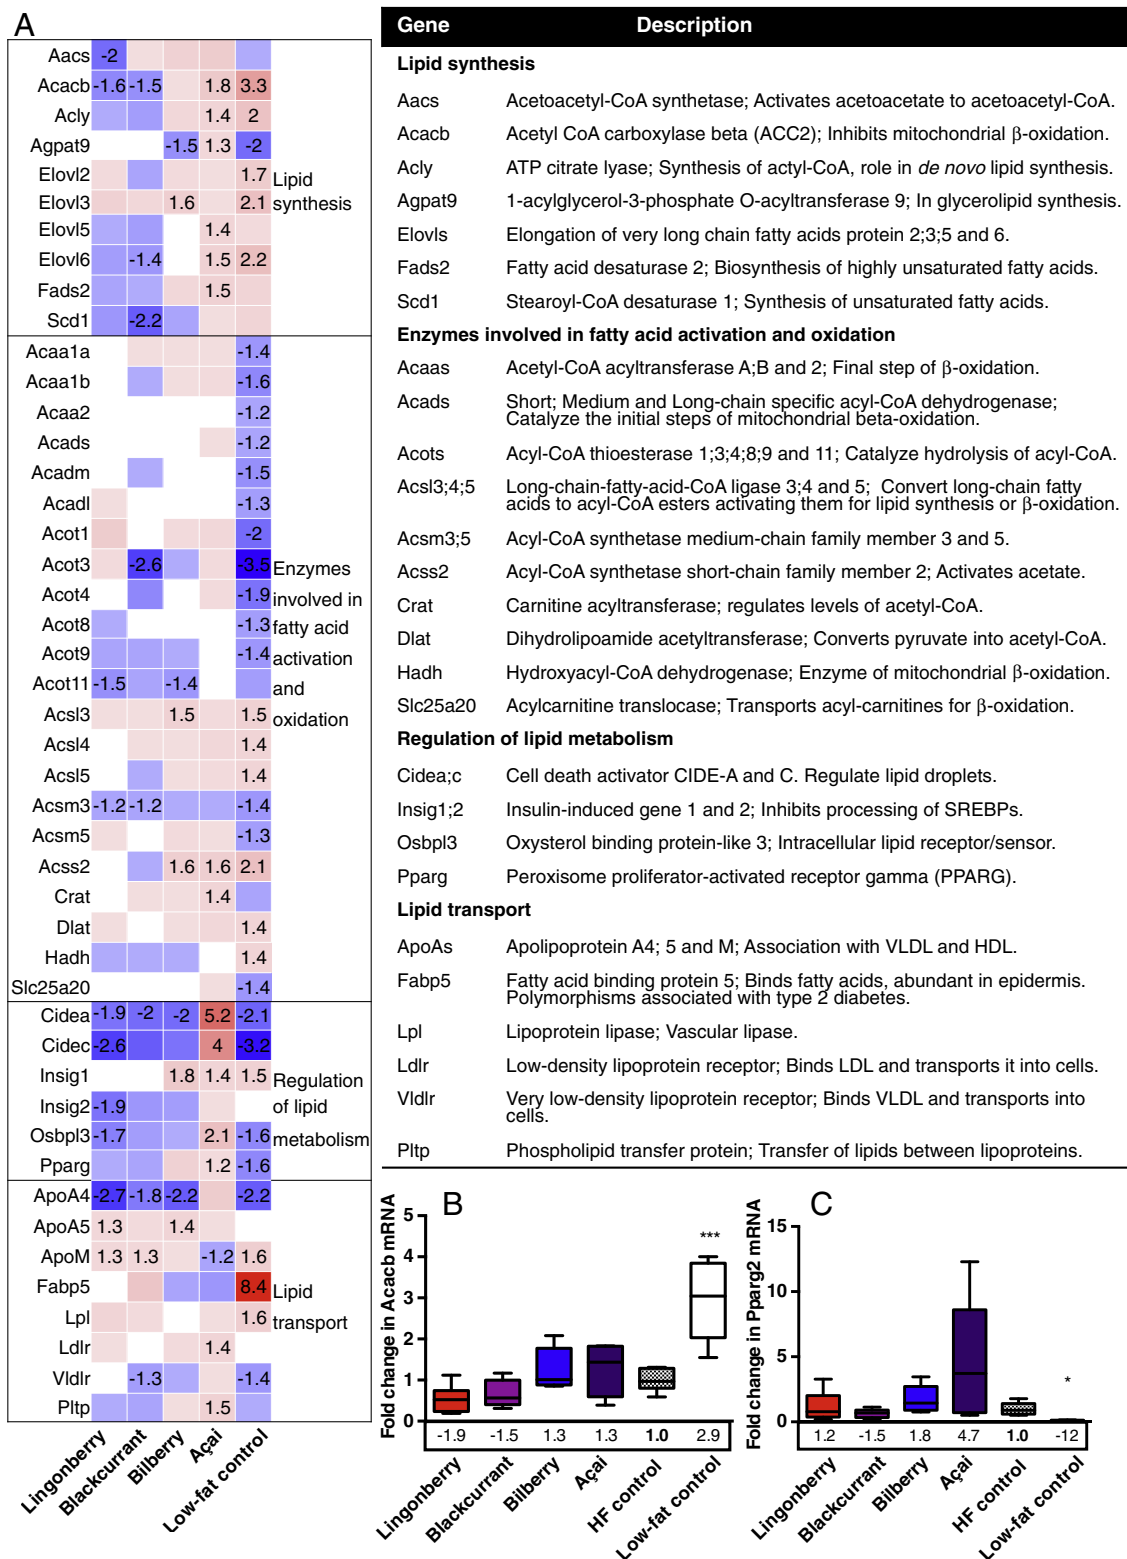 A
Aacs -2
Acacb -1.6 -1.5 1.8 3.3
Acly 1.4 2
Agpat9 -1.5 1.3 -2
Elovl2 1.7
Elovl3 1.6 2.1
Elovl5 1.4
Elovl6 -1.4 1.5 2.2
Fads2 1.5
Scd1 -2.2
Lipid
synthesis
Acaa1a -1.4
Acaa1b -1.6
Acaa2 -1.2
Acads -1.2
Acadm -1.5
Acadl -1.3
Acot1 -2
Acot3 -2.6 -3.5
Acot4 -1.9
Acot8 -1.3
Acot9 -1.4
Acot11 -1.5 -1.4
Acsl3 1.5 1.5
Acsl4 1.4
Acsl5 1.4
Acsm3 -1.2 -1.2 -1.4
Acsm5 -1.3
Acss2 1.6 1.6 2.1
Crat 1.4
Dlat 1.4
Hadh 1.4
Slc25a20 -1.4
Enzymes
involved in
fatty acid
activation
and
oxidation
Cidea -1.9 -2 -2 5.2 -2.1
Cidec -2.6 4 -3.2
Insig1 1.8 1.4 1.5
Insig2 -1.9
Osbpl3 -1.7 2.1 -1.6
Pparg 1.2 -1.6
Regulation
of lipid
metabolism
ApoA4 -2.7 -1.8 -2.2 -2.2
ApoA5 1.3 1.4
ApoM 1.3 1.3 -1.2 1.6
Fabp5 8.4
Lpl 1.6
Ldlr 1.4
Vldlr -1.3 -1.4
Pltp 1.5
Lipid
transport
Lingonberry
Blackcurrant
Bilberry
Açai
Low-fat control
Gene Description
Lipid synthesis
Aacs Acetoacetyl-CoA synthetase; Activates acetoacetate to acetoacetyl-CoA.
Acacb Acetyl CoA carboxylase beta (ACC2); Inhibits mitochondrial β-oxidation.
Acly ATP citrate lyase; Synthesis of actyl-CoA, role in de novo lipid synthesis.
Agpat9 1-acylglycerol-3-phosphate O-acyltransferase 9; In glycerolipid synthesis.
Elovls Elongation of very long chain fatty acids protein 2;3;5 and 6.
Fads2 Fatty acid desaturase 2; Biosynthesis of highly unsaturated fatty acids.
Scd1 Stearoyl-CoA desaturase 1; Synthesis of unsaturated fatty acids.
Enzymes involved in fatty acid activation and oxidation
Acaas Acetyl-CoA acyltransferase A;B and 2; Final step of β-oxidation.
Acads Short; Medium and Long-chain specific acyl-CoA dehydrogenase;
Catalyze the initial steps of mitochondrial beta-oxidation.
Acots Acyl-CoA thioesterase 1;3;4;8;9 and 11; Catalyze hydrolysis of acyl-CoA.
Acsl3;4;5 Long-chain-fatty-acid-CoA ligase 3;4 and 5; Convert long-chain fatty
acids to acyl-CoA esters activating them for lipid synthesis or β-oxidation.
Acsm3;5 Acyl-CoA synthetase medium-chain family member 3 and 5.
Acss2 Acyl-CoA synthetase short-chain family member 2; Activates acetate.
Crat Carnitine acyltransferase; regulates levels of acetyl-CoA.
Dlat Dihydrolipoamide acetyltransferase; Converts pyruvate into acetyl-CoA.
Hadh Hydroxyacyl-CoA dehydrogenase; Enzyme of mitochondrial β-oxidation.
Slc25a20 Acylcarnitine translocase; Transports acyl-carnitines for β-oxidation.
Regulation of lipid metabolism
Cidea;c Cell death activator CIDE-A and C. Regulate lipid droplets.
Insig1;2 Insulin-induced gene 1 and 2; Inhibits processing of SREBPs.
Osbpl3 Oxysterol binding protein-like 3; Intracellular lipid receptor/sensor.
Pparg Peroxisome proliferator-activated receptor gamma (PPARG).
Lipid transport
ApoAs Apolipoprotein A4; 5 and M; Association with VLDL and HDL.
Fabp5 Fatty acid binding protein 5; Binds fatty acids, abundant in epidermis.
Polymorphisms associated with type 2 diabetes.
Lpl Lipoprotein lipase; Vascular lipase.
Ldlr Low-density lipoprotein receptor; Binds LDL and transports it into cells.
Vldlr Very low-density lipoprotein receptor; Binds VLDL and transports into
cells.
Pltp Phospholipid transfer protein; Transfer of lipids between lipoproteins.
B
Fold change in Acacb mRNA
5
4
3
2
1
0
***
-1.9 -1.5 1.3 1.3 1.0 2.9
Lingonberry
Blackcurrant
Bilberry
Açai
HF control
Low-fat control
C
Fold change in Pparg2 mRNA
15
10
5
0
*
1.2 -1.5 1.8 4.7 1.0 -12
Lingonberry
Blackcurrant
Bilberry
Açai
HF control
Low-fat control